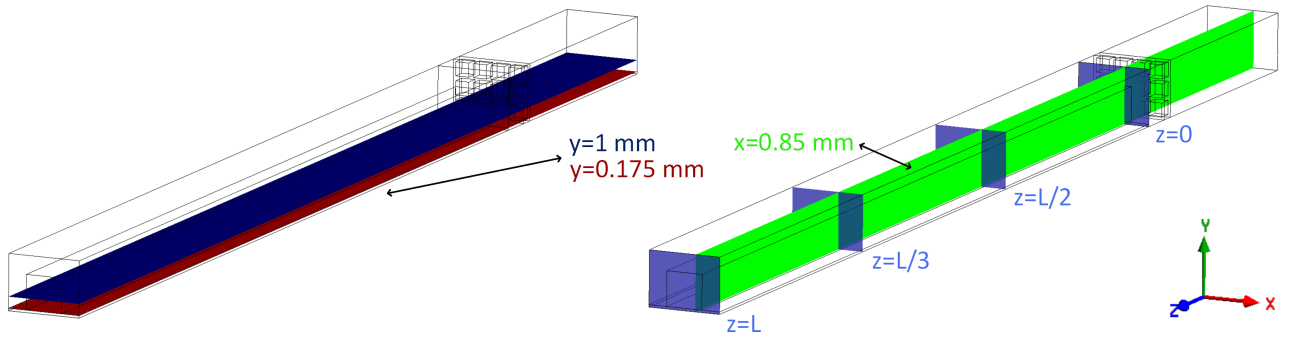 y=1 mm
y=0.175 mm
x=0.85 mm
z=0
z=L/2
z=L/3
z=L
Y
X
Z